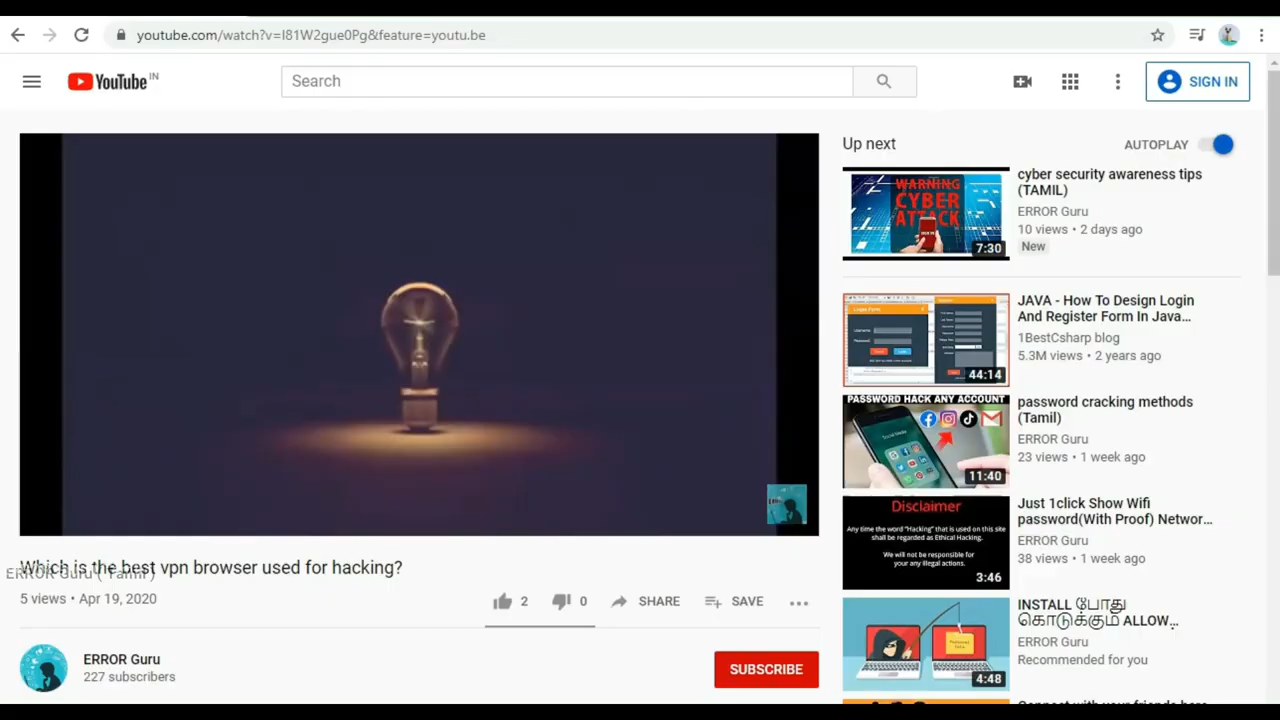 youtube.com/watch?v=I81W2gue0Pg&feature=youtu.be
YouTube IN
Search
SIGN IN
Up next
AUTOPLAY
WARNING
CYBER
ATTACK
7:30
cyber security awareness tips
(TAMIL)
ERROR Guru
10 views • 2 days ago
New
Login Form
44:14
JAVA - How To Design Login
And Register Form In Java...
1BestCsharp blog
5.3M views • 2 years ago
PASSWORD HACK ANY ACCOUNT
11:40
password cracking methods
(Tamil)
ERROR Guru
23 views • 1 week ago
Disclaimer
Any time the word "Hacking" that is used on this site
shall be regarded as Ethical Hacking.
We will not be responsible for
your any illegal actions.
3:46
Just 1click Show Wifi
password(With Proof) Networ...
ERROR Guru
38 views • 1 week ago
4:48
INSTALL போது
கொடுக்கும் ALLOW...
ERROR Guru
Recommended for you
Connect with your friends here
Which is the best vpn browser used for hacking?
ERROR Guru ( Tamil )
5 views • Apr 19, 2020
2
0
SHARE
SAVE
ERROR Guru
227 subscribers
SUBSCRIBE